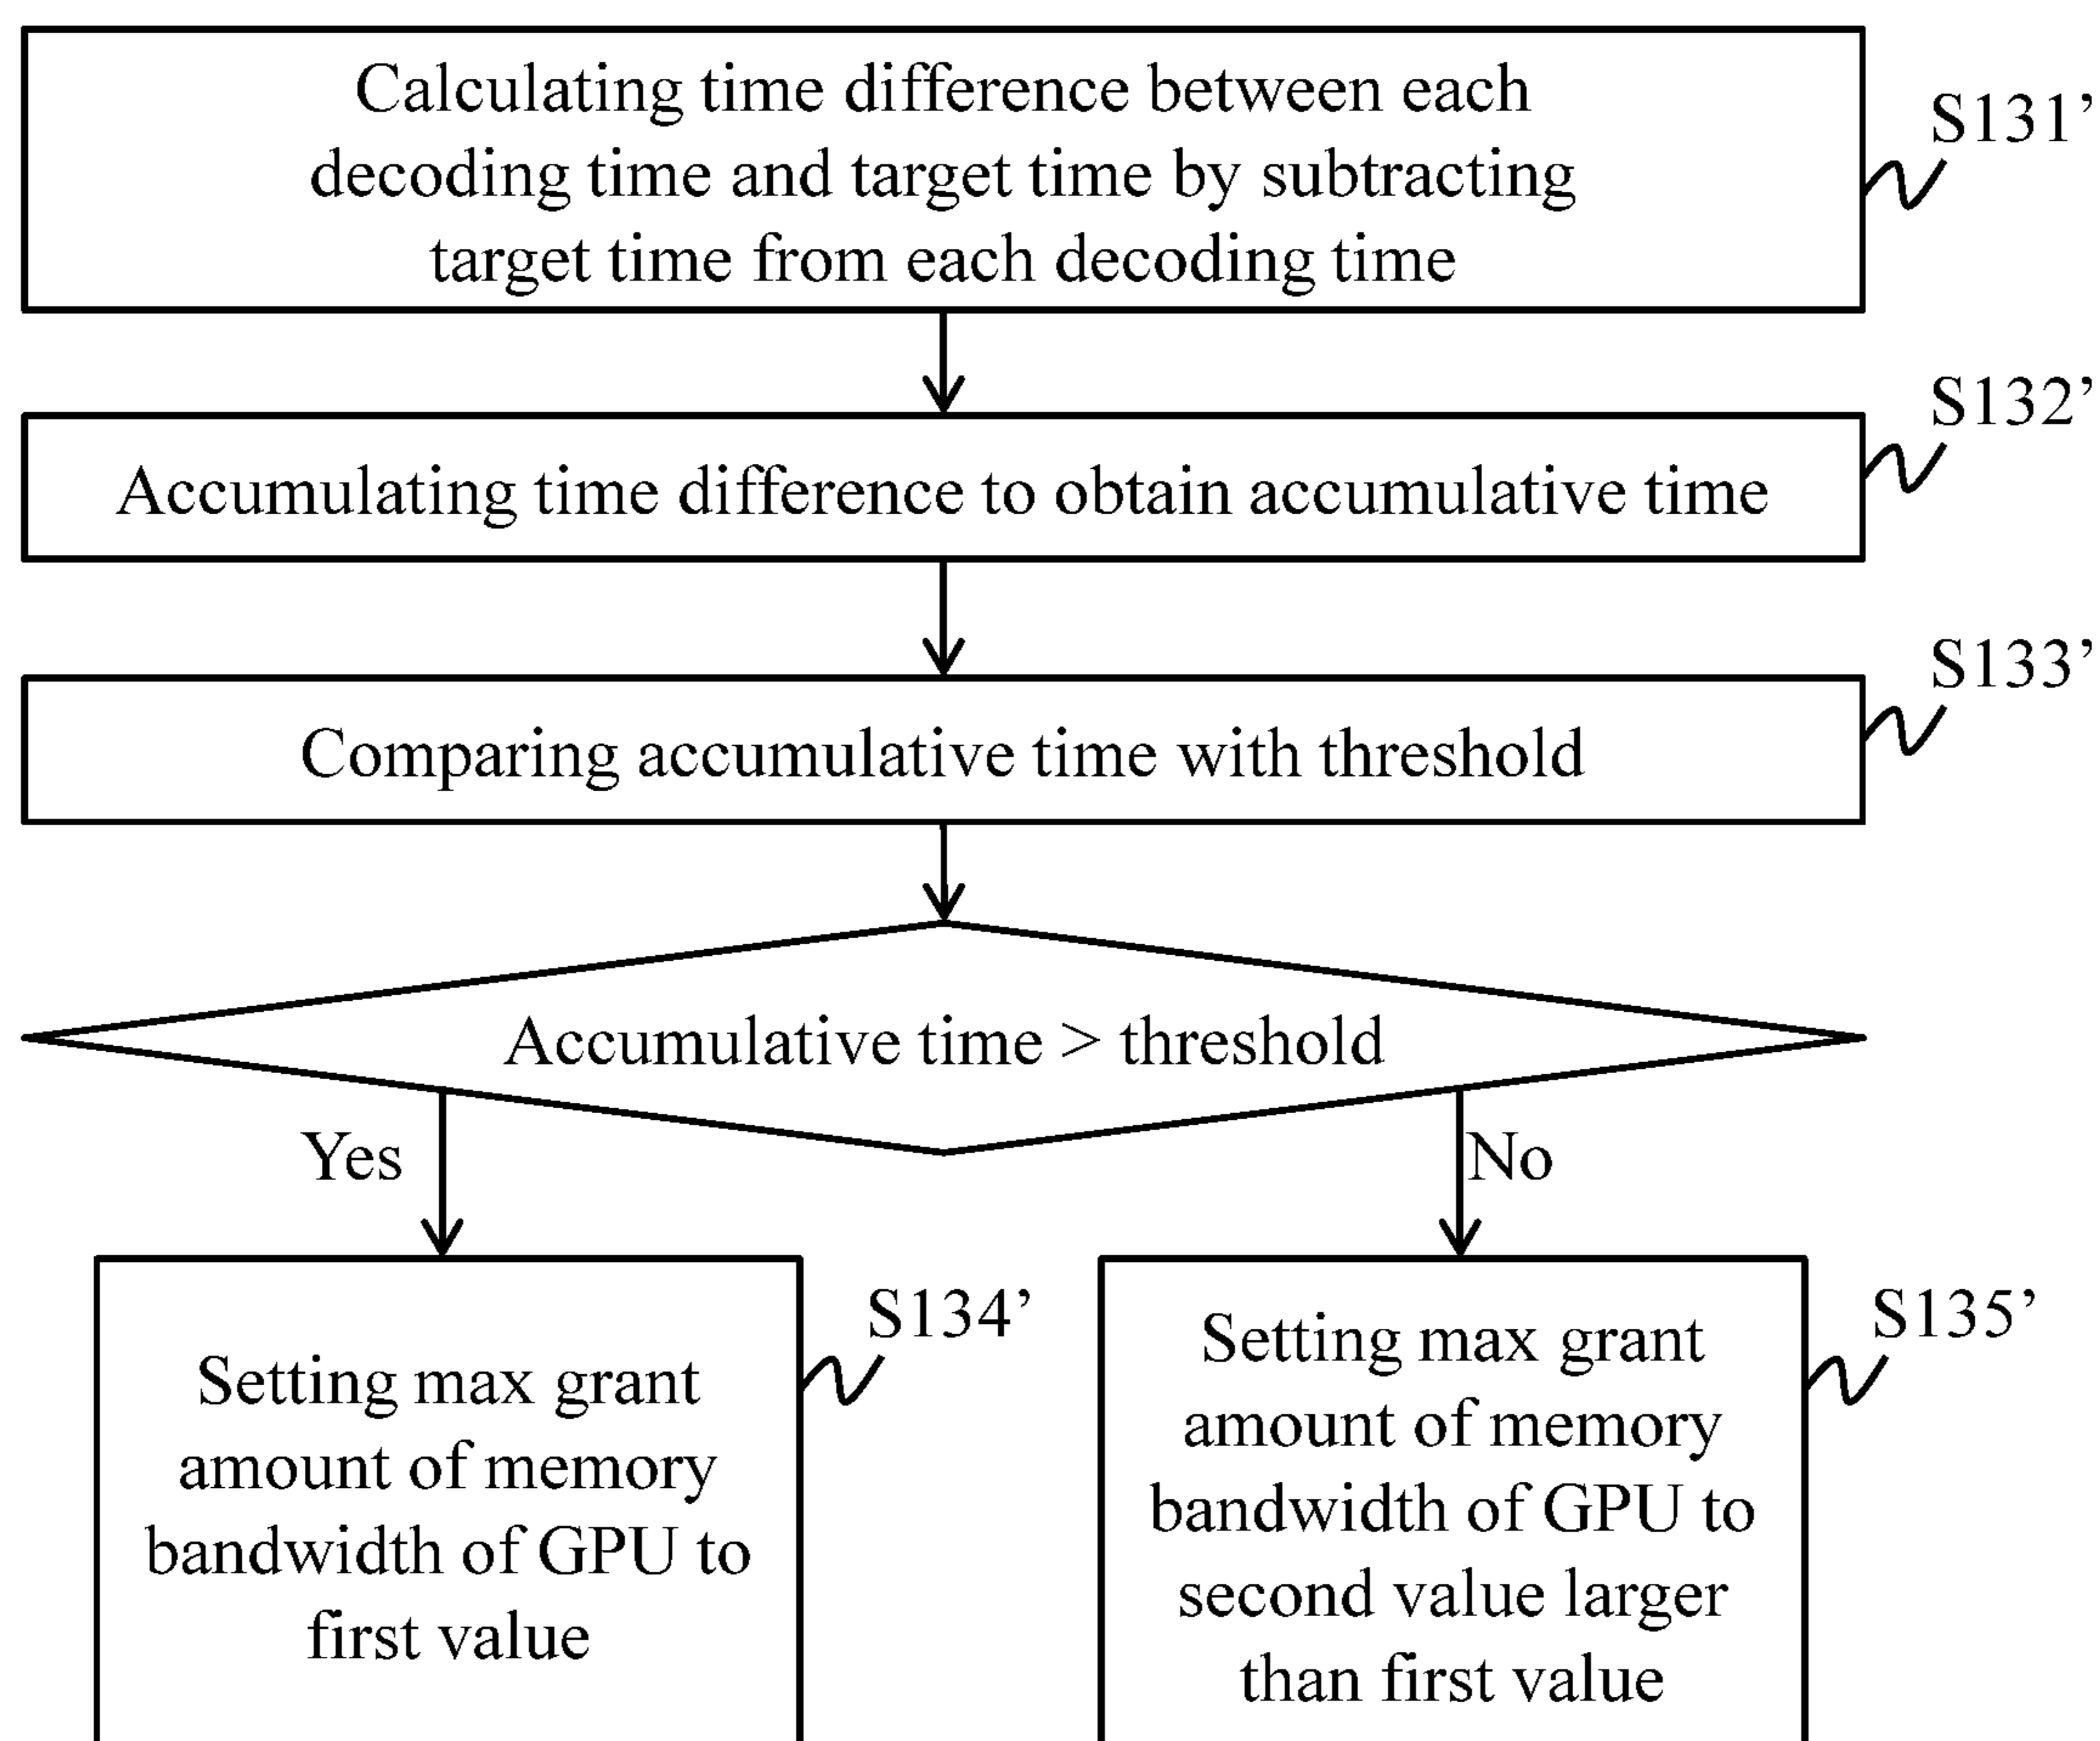 Calculating time difference between each
decoding time and target time by subtracting
target time from each decoding time
S131’
S132’
Accumulating time difference to obtain accumulative time
S133’
Comparing accumulative time with threshold
Accumulative time > threshold
Yes
No
S134’
Setting max grant
amount of memory
bandwidth of GPU to
first value
S135’
Setting max grant
amount of memory
bandwidth of GPU to
second value larger
than first value